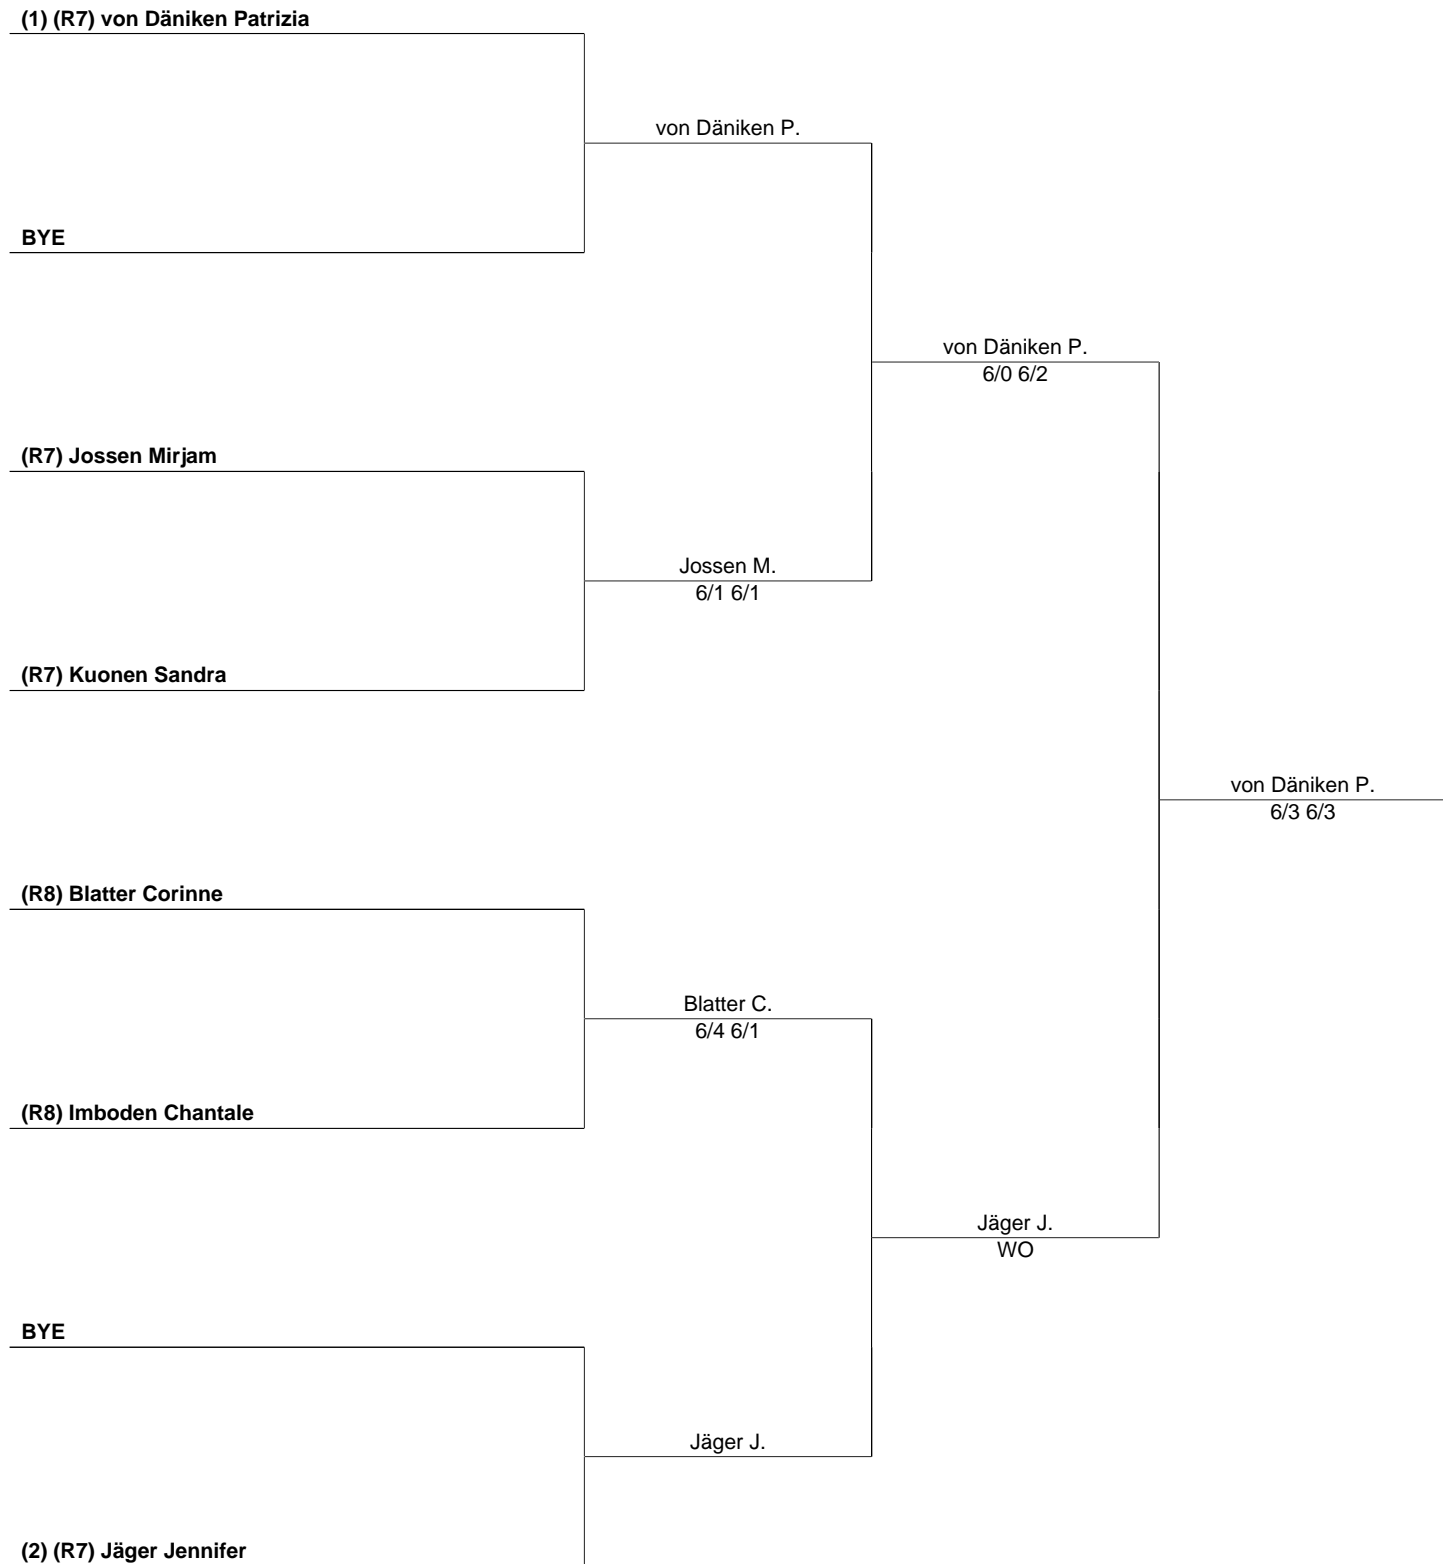 (1) (R7) von Däniken Patrizia
von Däniken P.
BYE
von Däniken P.
6/0 6/2
(R7) Jossen Mirjam
Jossen M.
6/1 6/1
(R7) Kuonen Sandra
von Däniken P.
6/3 6/3
(R8) Blatter Corinne
Blatter C.
6/4 6/1
(R8) Imboden Chantale
Jäger J.
WO
BYE
Jäger J.
(2) (R7) Jäger Jennifer